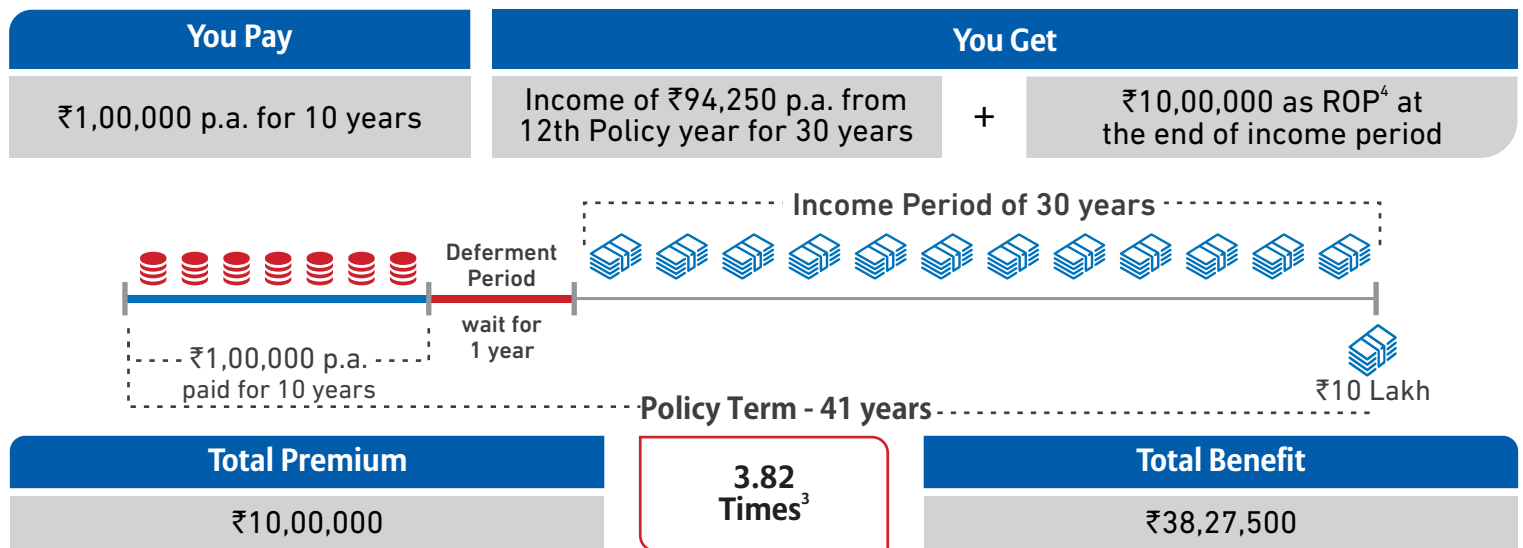 You Pay
You Get
₹1,00,000 p.a. for 10 years
Income of ₹94,250 p.a. from
12th Policy year for 30 years
+
₹10,00,000 as ROP⁴ at
the end of income period
Income Period of 30 years
Deferment
Period
wait for
1 year
₹1,00,000 p.a.
paid for 10 years
₹10 Lakh
Policy Term - 41 years
Total Premium
3.82
Times³
Total Benefit
₹10,00,000
₹38,27,500